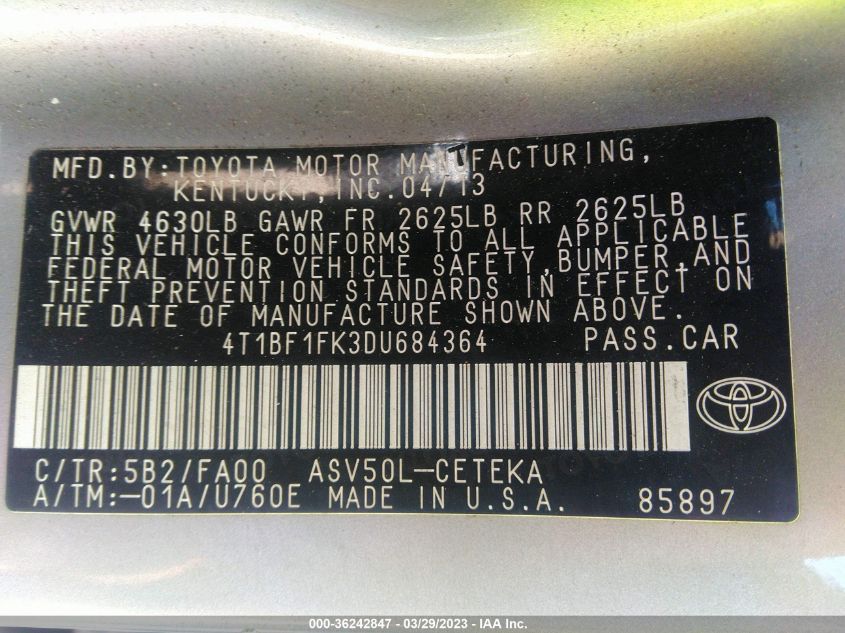 MFD.BY:TOYOTA MOTOR MANUFACTURING,
KENTUCKY,INC.04/13
GVWR 4630LB GAWR FR 2625LB RR 2625LB
THIS VEHICLE CONFORMS TO ALL APPLICABLE
FEDERAL MOTOR VEHICLE SAFETY,BUMPER,AND
THEFT PREVENTION STANDARDS IN EFFECT ON
THE DATE OF MANUFACTURE SHOWN ABOVE.
4T1BF1FK3DU684364 PASS.CAR
C/TR:5B2/FA00 ASV50L-CETEKA
A/TM:-01A/U760E MADE IN U.S.A. 85897
000-36242847 - 03/29/2023 - IAA Inc.